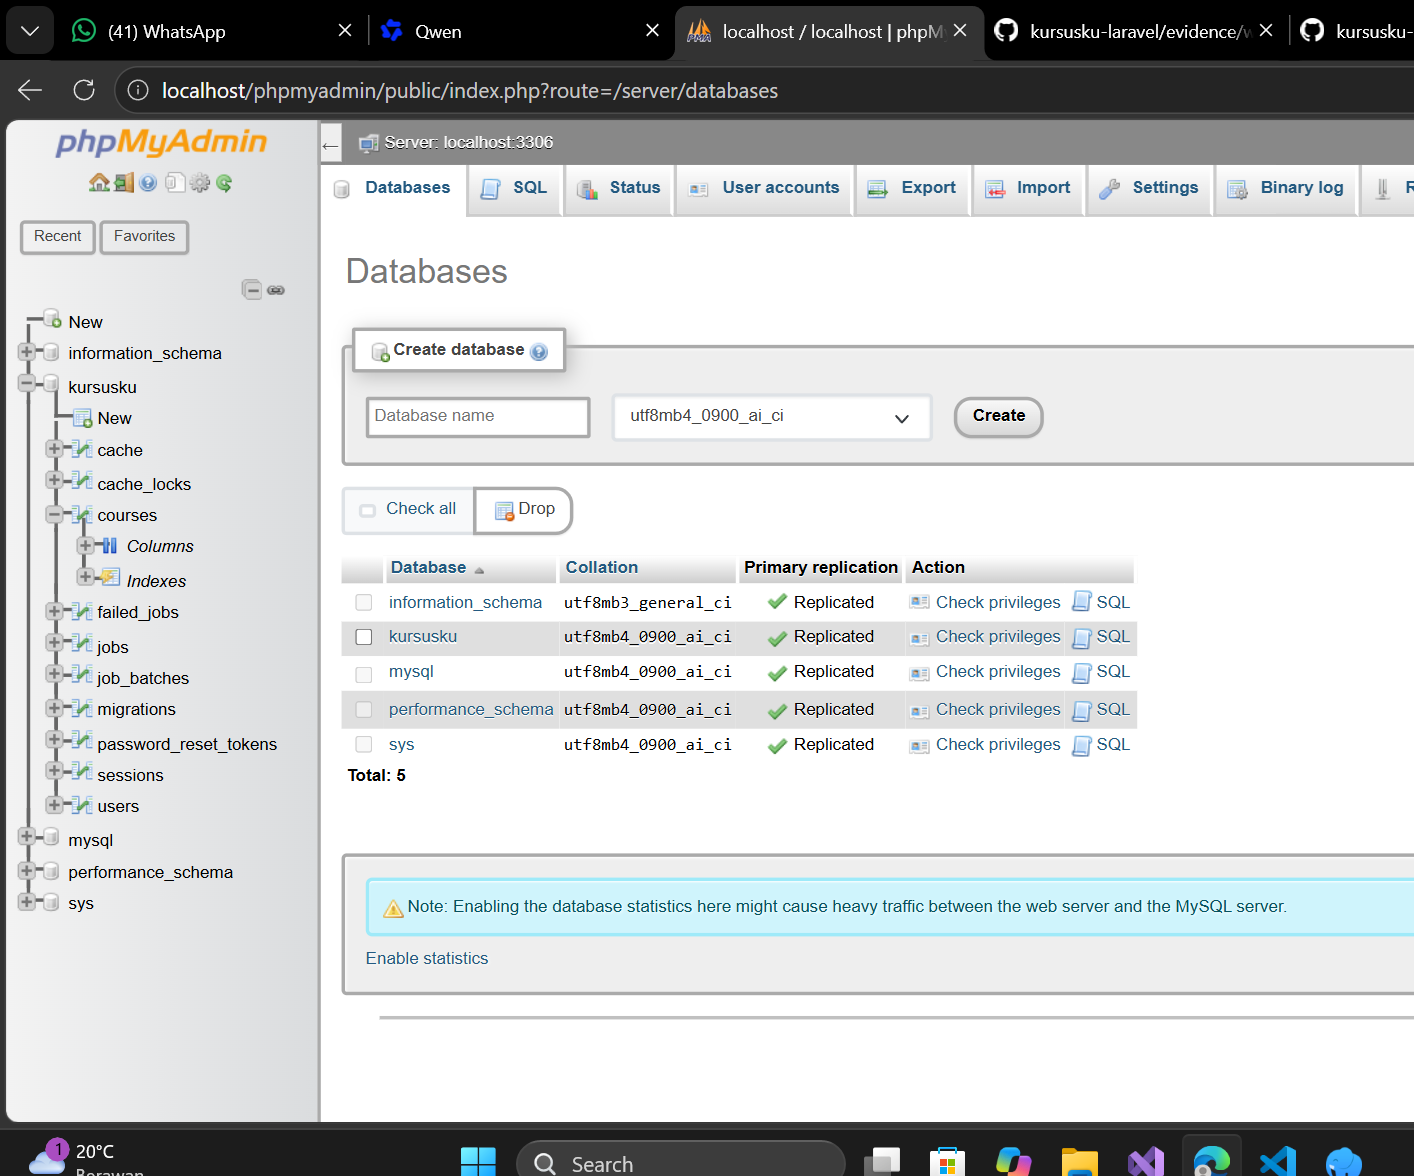 (41) WhatsApp
Qwen
localhost / localhost | phpM
kursusku-laravel/evidence/w
kursusku-
localhost/phpmyadmin/public/index.php?route=/server/databases
phpMyAdmin
Recent
Favorites
New
information_schema
kursusku
New
cache
cache_locks
courses
Columns
Indexes
failed_jobs
jobs
job_batches
migrations
password_reset_tokens
sessions
users
mysql
performance_schema
sys
Server: localhost:3306
Databases
SQL
Status
User accounts
Export
Import
Settings
Binary log
R
Databases
Create database
Database name
utf8mb4_0900_ai_ci
Create
Check all
Drop
Database Collation Primary replication Action
information_schema utf8mb3_general_ci Replicated Check privileges SQL
kursusku utf8mb4_0900_ai_ci Replicated Check privileges SQL
mysql utf8mb4_0900_ai_ci Replicated Check privileges SQL
performance_schema utf8mb4_0900_ai_ci Replicated Check privileges SQL
sys utf8mb4_0900_ai_ci Replicated Check privileges SQL
Total: 5
Note: Enabling the database statistics here might cause heavy traffic between the web server and the MySQL server.
Enable statistics
1
20°C
Berawan
Search